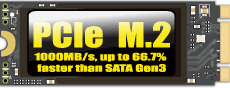 PCIe M.2
1000MB/s, up to 66.7%
faster than SATA Gen3